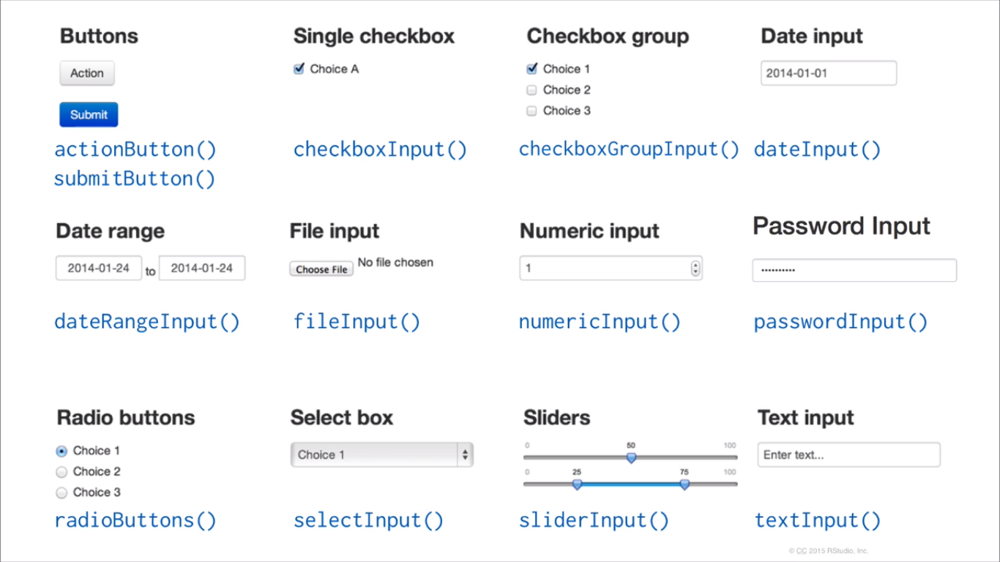 Buttons
Action
Submit
actionButton()
submitButton()
Single checkbox
Choice A
checkboxInput()
Checkbox group
Choice 1
Choice 2
Choice 3
checkboxGroupInput()
Date input
2014-01-01
dateInput()
Date range
2014-01-24 to 2014-01-24
dateRangeInput()
File input
Choose File No file chosen
fileInput()
Numeric input
1
numericInput()
Password Input
••••••••••
passwordInput()
Radio buttons
Choice 1
Choice 2
Choice 3
radioButtons()
Select box
Choice 1
selectInput()
Sliders
0 50 100
0 25 75 100
sliderInput()
Text input
Enter text...
textInput()
© CC 2015 RStudio, Inc.